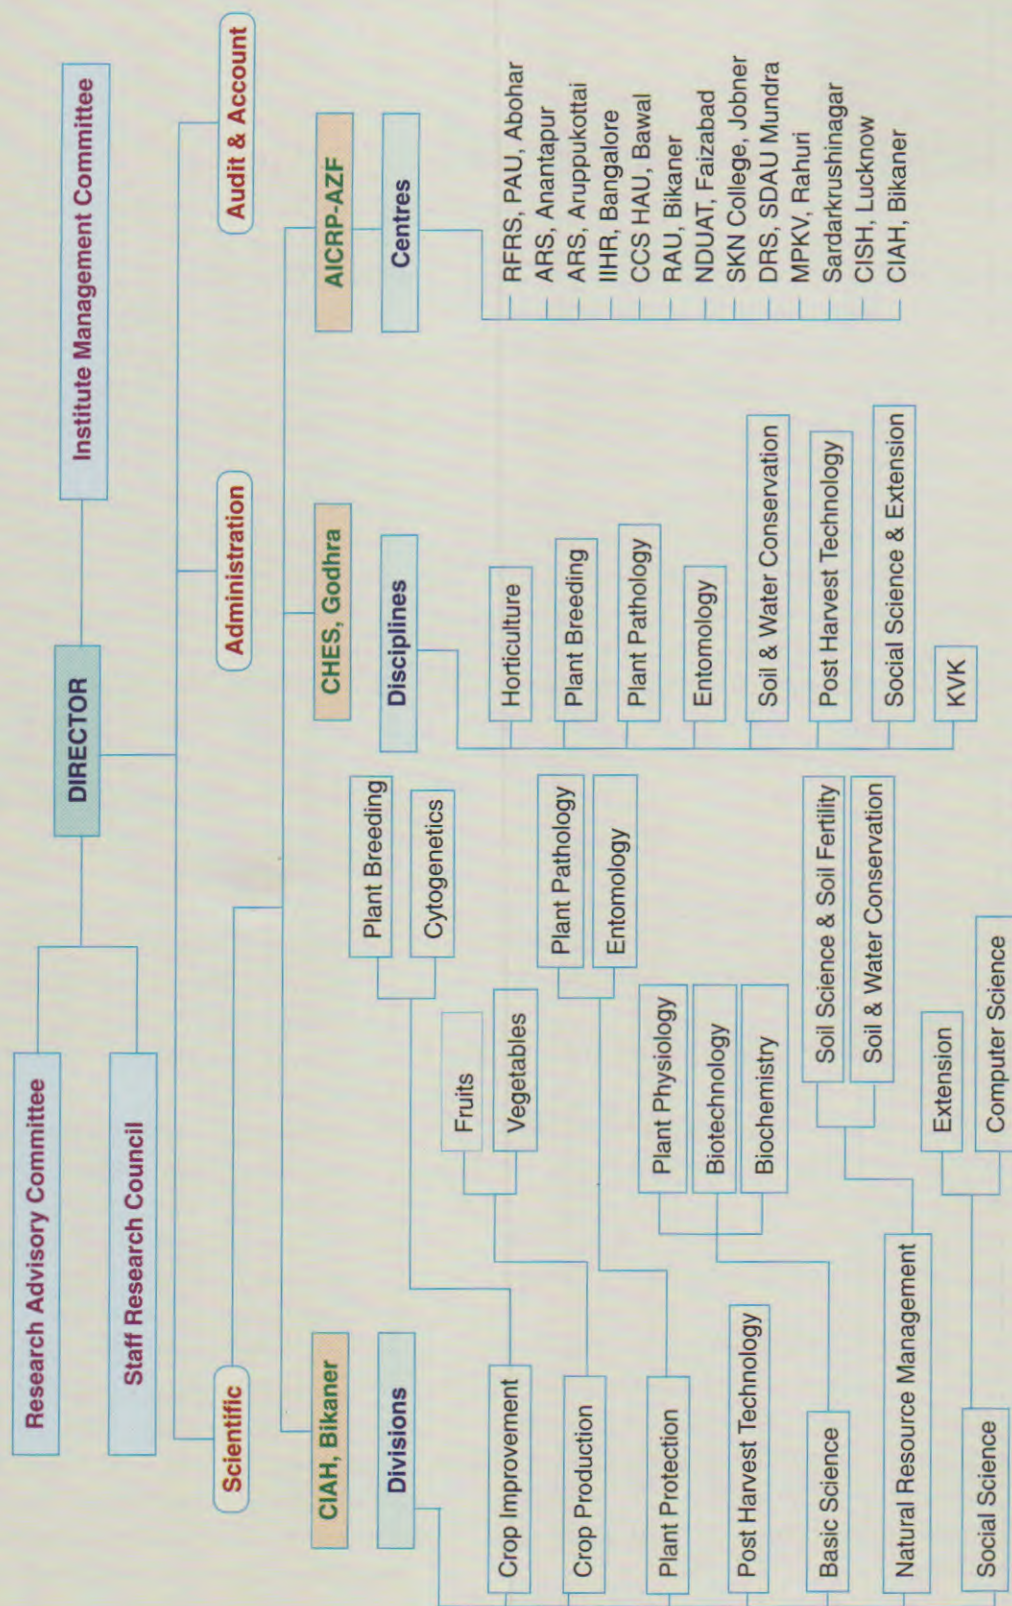 Research Advisory Committee
Staff Research Council
DIRECTOR
Institute Management Committee
Scientific
Administration
Audit & Account
CIAH, Bikaner
CHES, Godhra
AICRP-AZF
Divisions
Crop Improvement
Plant Breeding
Cytogenetics
Crop Production
Fruits
Vegetables
Plant Protection
Plant Pathology
Entomology
Post Harvest Technology
Basic Science
Plant Physiology
Biotechnology
Biochemistry
Natural Resource Management
Soil Science & Soil Fertility
Soil & Water Conservation
Social Science
Extension
Computer Science
Disciplines
Horticulture
Plant Breeding
Plant Pathology
Entomology
Soil & Water Conservation
Post Harvest Technology
Social Science & Extension
KVK
Centres
RFRS, PAU, Abohar
ARS, Anantapur
ARS, Aruppukottai
IIHR, Bangalore
CCS HAU, Bawal
RAU, Bikaner
NDUAT, Faizabad
SKN College, Jobner
DRS, SDAU Mundra
MPKV, Rahuri
Sardarkrushinagar
CISH, Lucknow
CIAH, Bikaner